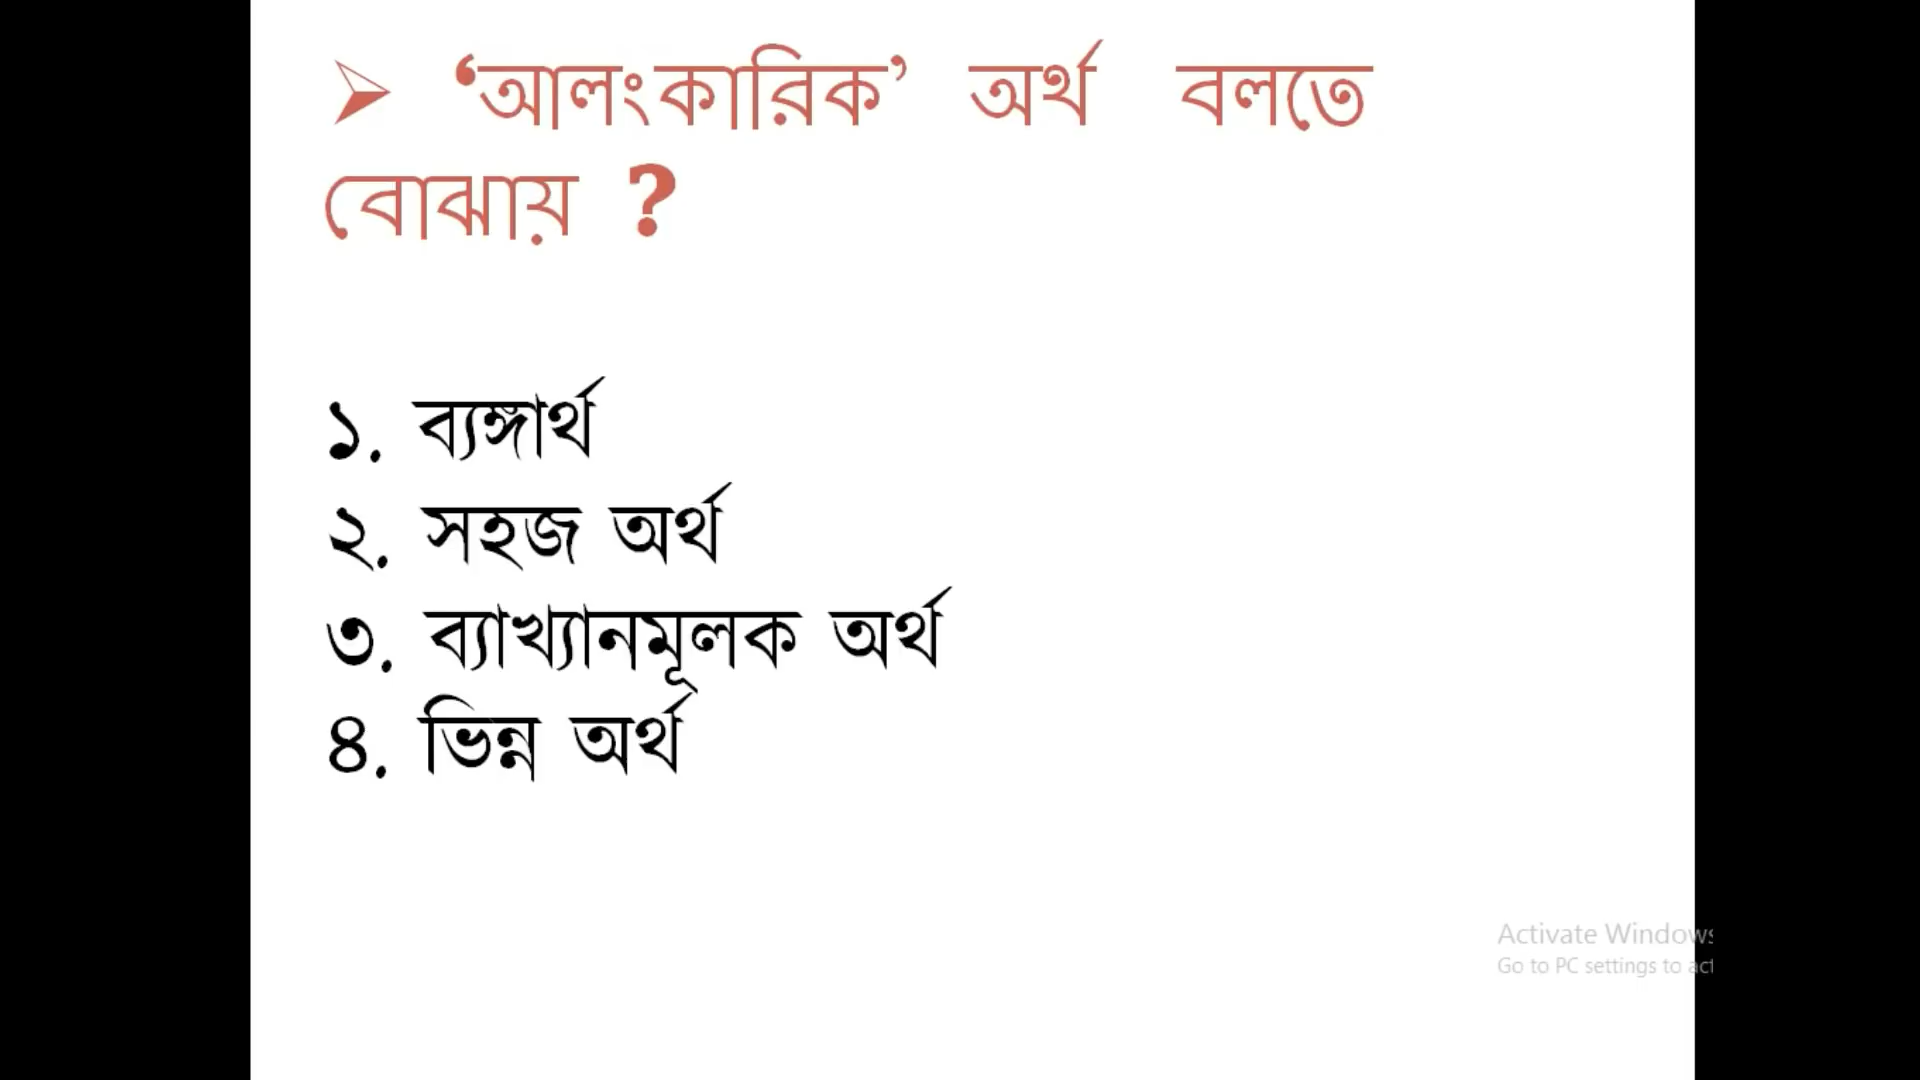 ➢ ‘আলংকারিক’ অর্থ বলতে
বোঝায় ?
১. ব্যঙ্গার্থ
২. সহজ অর্থ
৩. ব্যাখ্যানমূলক অর্থ
৪. ভিন্ন অর্থ
Activate Windows
Go to PC settings to act